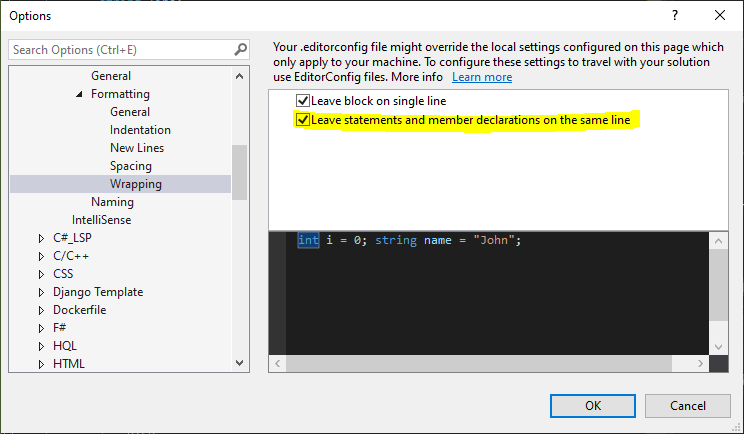 Options
Search Options (Ctrl+E)
General
Formatting
General
Indentation
New Lines
Spacing
Wrapping
Naming
IntelliSense
C#_LSP
C/C++
CSS
Django Template
Dockerfile
F#
HQL
HTML
Your .editorconfig file might override the local settings configured on this page which
only apply to your machine. To configure these settings to travel with your solution
use EditorConfig files. More info Learn more
Leave block on single line
Leave statements and member declarations on the same line
int i = 0; string name = "John";
OK
Cancel